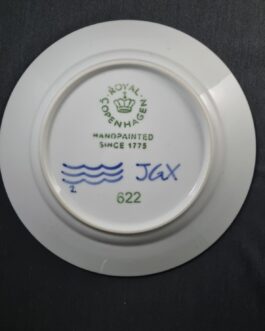 ROYAL
COPENHAGEN
HANDPAINTED
SINCE 1775
JGX
2
622